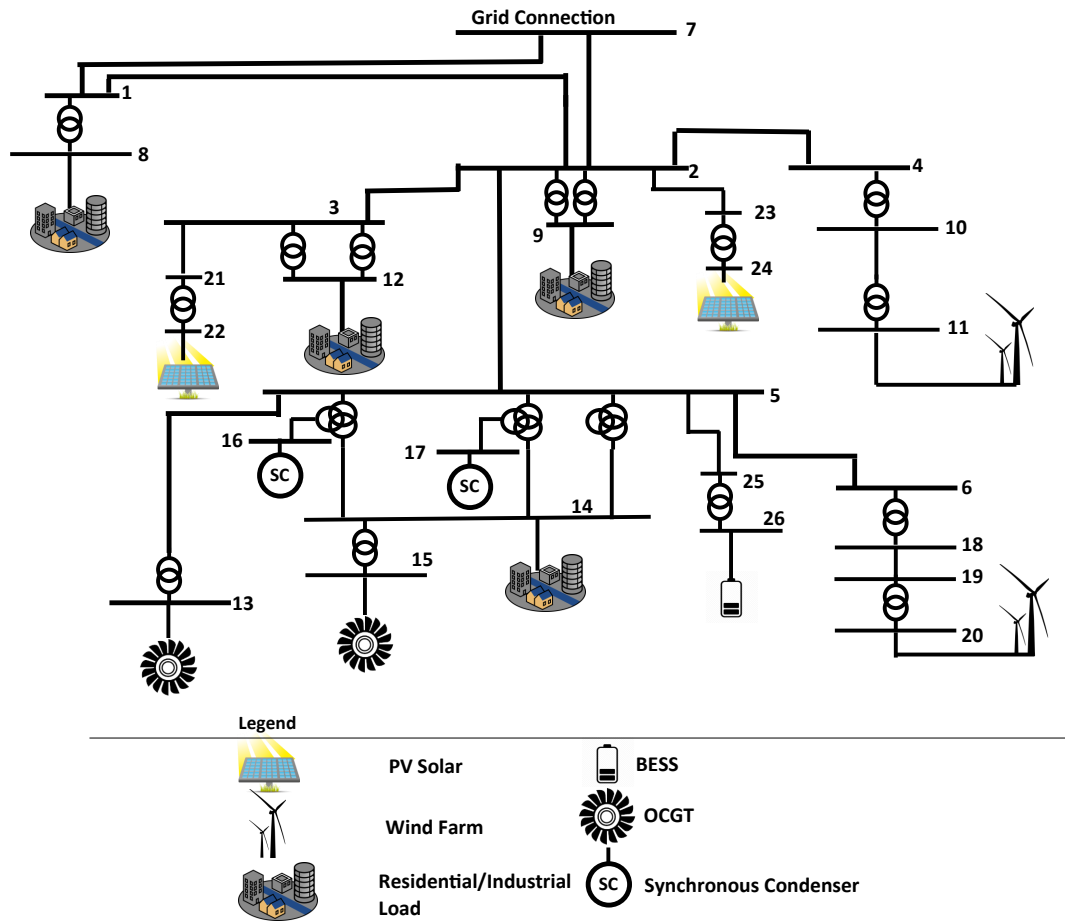 Grid Connection
7
1
8
2
4
3
9
23
10
24
21
12
22
11
5
16
17
SC
SC
25
6
14
26
15
18
19
13
20
Legend
PV Solar
BESS
Wind Farm
OCGT
Residential/Industrial
Load
SC
Synchronous Condenser